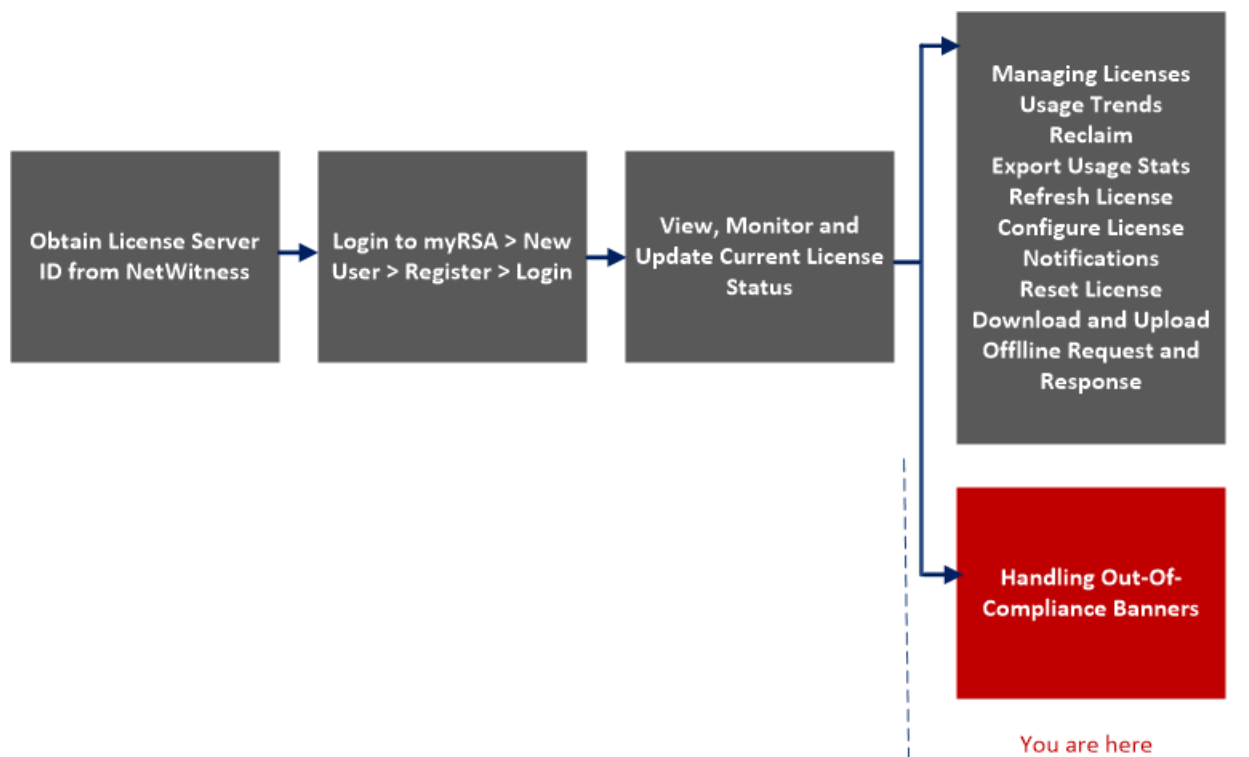 Obtain License Server
ID from NetWitness
Login to myRSA > New
User > Register > Login
View, Monitor and
Update Current License
Status
Managing Licenses
Usage Trends
Reclaim
Export Usage Stats
Refresh License
Configure License
Notifications
Reset License
Download and Upload
Offlline Request and
Response
Handling Out-Of-
Compliance Banners
You are here